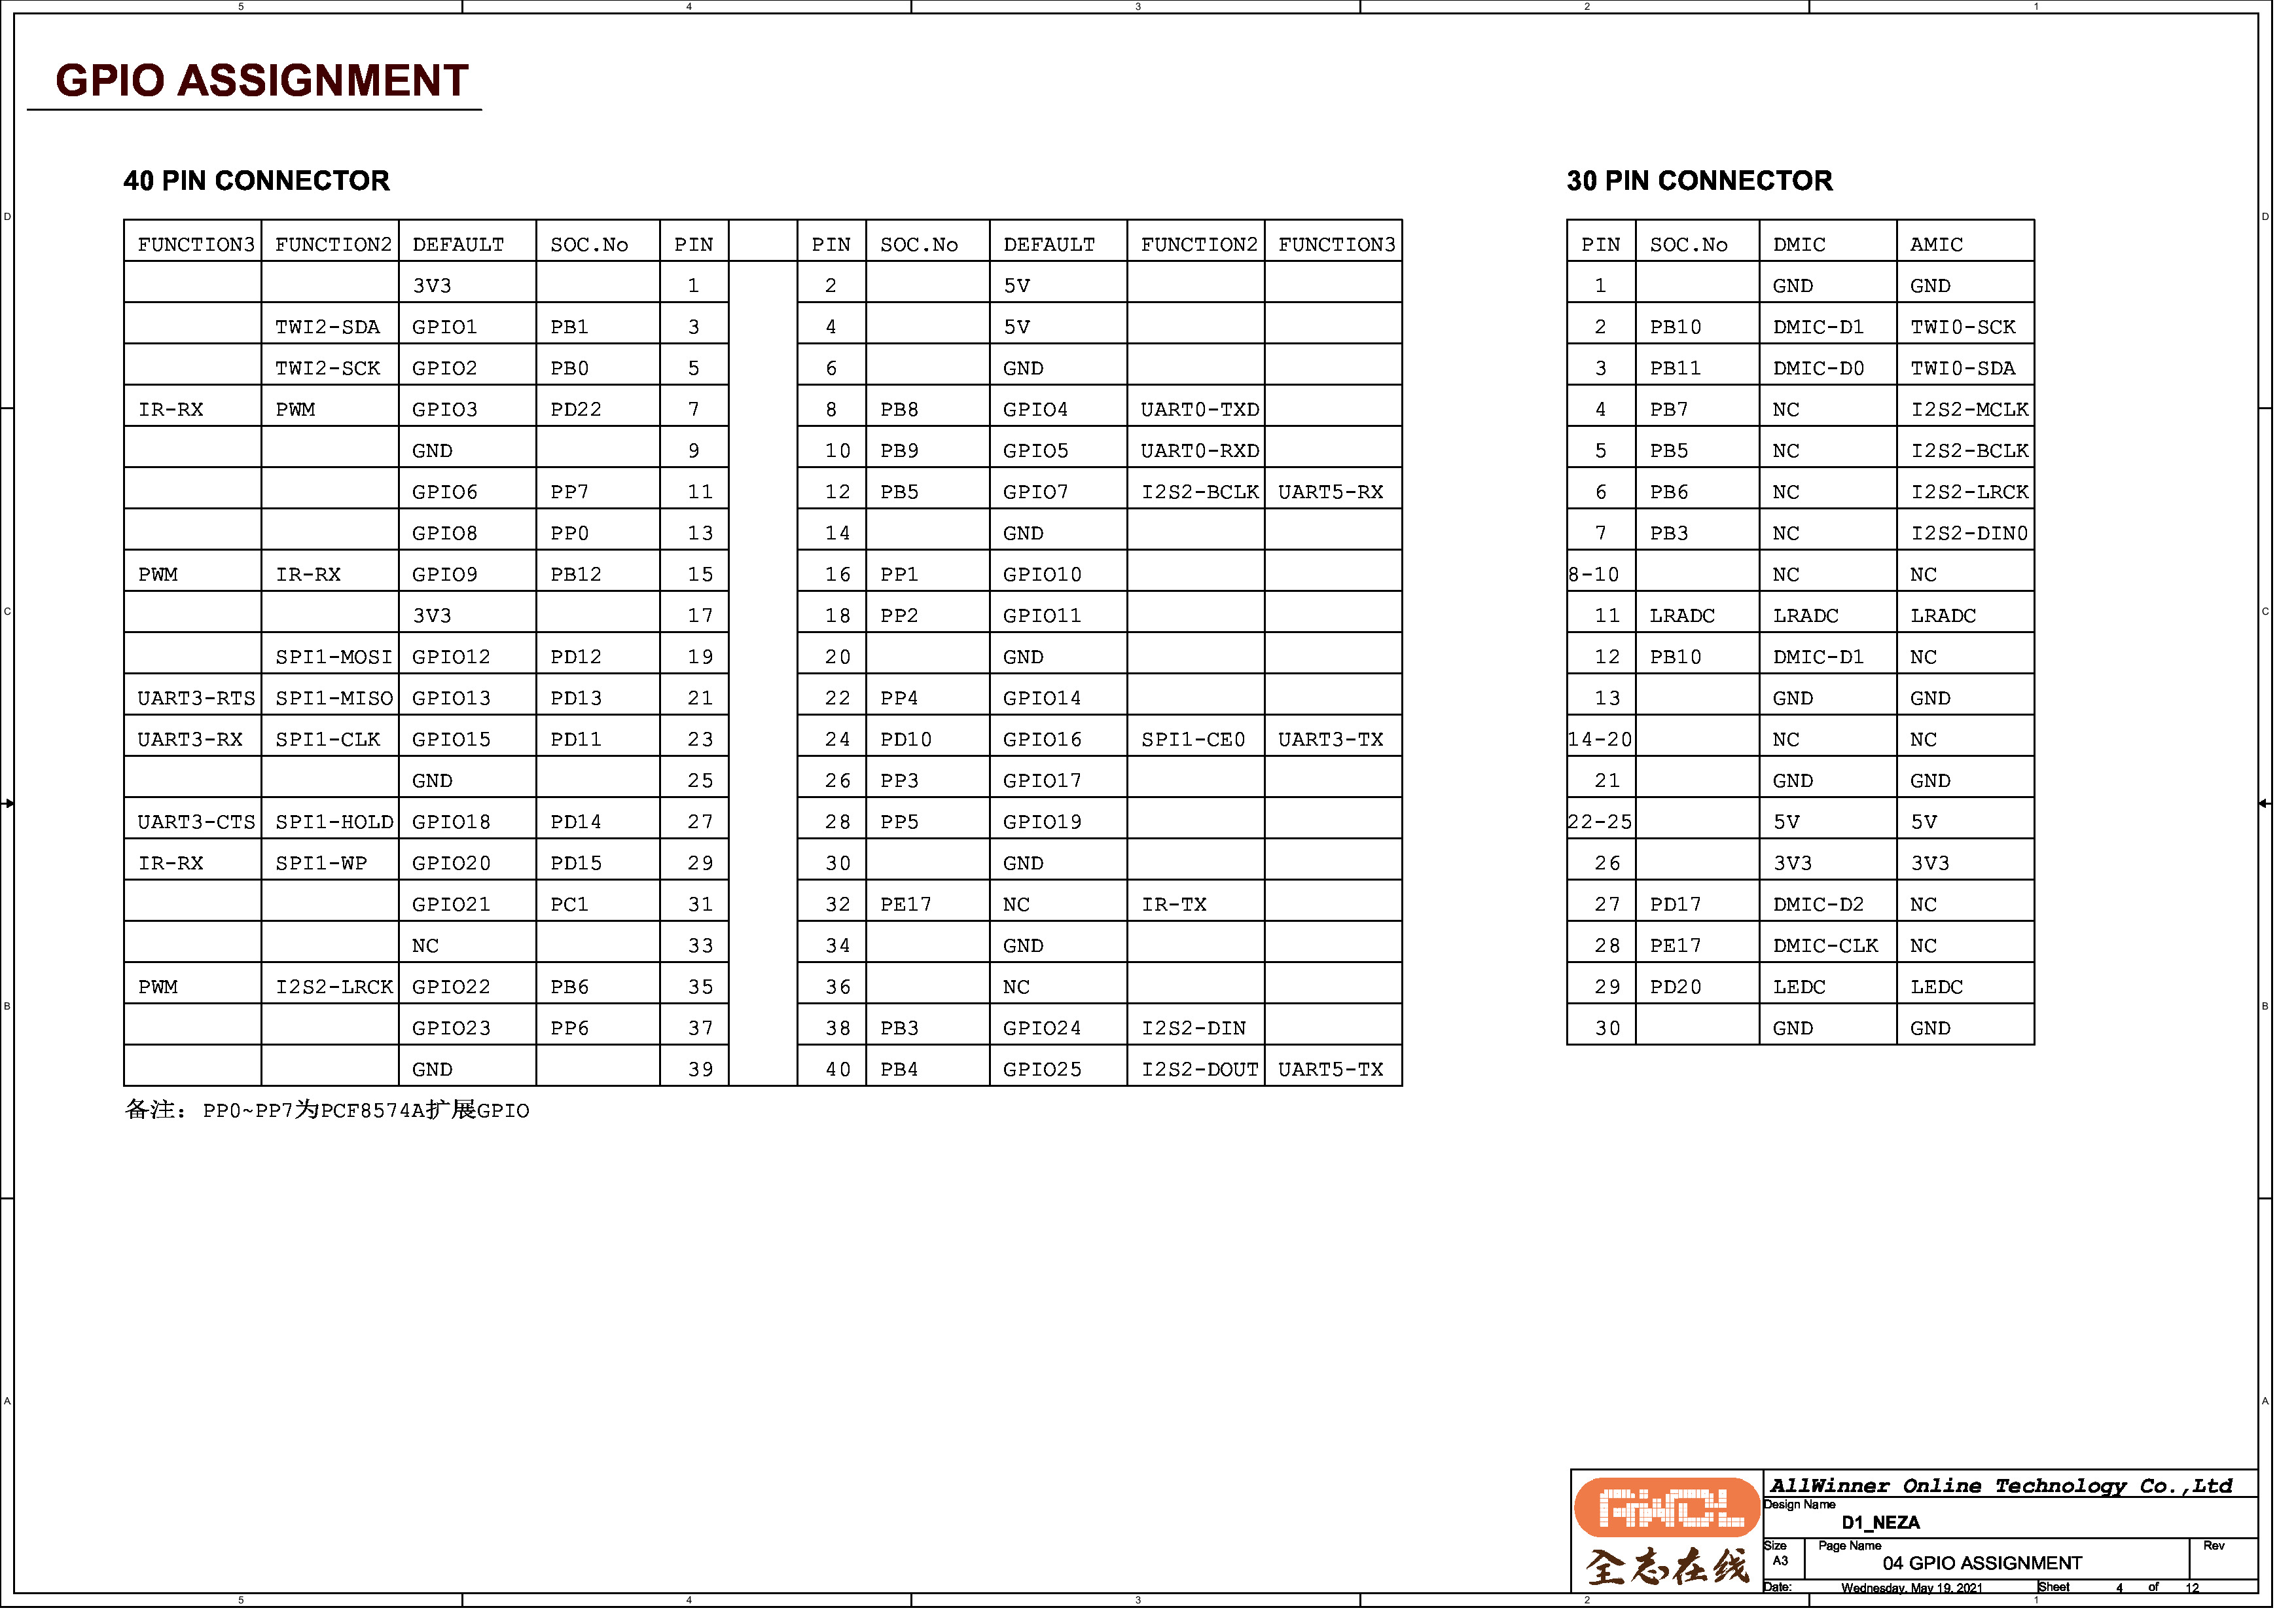 5 4 3 2 1
GPIO ASSIGNMENT
40 PIN CONNECTOR
30 PIN CONNECTOR
D D
FUNCTION3 FUNCTION2 DEFAULT SOC.No PIN PIN SOC.No DEFAULT FUNCTION2 FUNCTION3
3V3 1 2 5V
TWI2-SDA GPIO1 PB1 3 4 5V
TWI2-SCK GPIO2 PB0 5 6 GND
IR-RX PWM GPIO3 PD22 7 8 PB8 GPIO4 UART0-TXD
GND 9 10 PB9 GPIO5 UART0-RXD
GPIO6 PP7 11 12 PB5 GPIO7 I2S2-BCLK UART5-RX
GPIO8 PP0 13 14 GND
PWM IR-RX GPIO9 PB12 15 16 PP1 GPIO10
3V3 17 18 PP2 GPIO11
SPI1-MOSI GPIO12 PD12 19 20 GND
UART3-RTS SPI1-MISO GPIO13 PD13 21 22 PP4 GPIO14
UART3-RX SPI1-CLK GPIO15 PD11 23 24 PD10 GPIO16 SPI1-CE0 UART3-TX
GND 25 26 PP3 GPIO17
UART3-CTS SPI1-HOLD GPIO18 PD14 27 28 PP5 GPIO19
IR-RX SPI1-WP GPIO20 PD15 29 30 GND
GPIO21 PC1 31 32 PE17 NC IR-TX
NC 33 34 GND
PWM I2S2-LRCK GPIO22 PB6 35 36 NC
GPIO23 PP6 37 38 PB3 GPIO24 I2S2-DIN
GND 39 40 PB4 GPIO25 I2S2-DOUT UART5-TX
备注：PP0~PP7为PCF8574A扩展GPIO
PIN SOC.No DMIC AMIC
1 GND GND
2 PB10 DMIC-D1 TWI0-SCK
3 PB11 DMIC-D0 TWI0-SDA
4 PB7 NC I2S2-MCLK
5 PB5 NC I2S2-BCLK
6 PB6 NC I2S2-LRCK
7 PB3 NC I2S2-DIN0
8-10 NC NC
11 LRADC LRADC LRADC
12 PB10 DMIC-D1 NC
13 GND GND
14-20 NC NC
21 GND GND
22-25 5V 5V
26 3V3 3V3
27 PD17 DMIC-D2 NC
28 PE17 DMIC-CLK NC
29 PD20 LEDC LEDC
30 GND GND
C C
B B
A A
AWOL
全志在线
AllWinner Online Technology Co.,Ltd
Design Name
D1_NEZA
Size Page Name Rev
A3 04 GPIO ASSIGNMENT
Date: Wednesday, May 19, 2021 Sheet 4 of 12
5 4 3 2 1